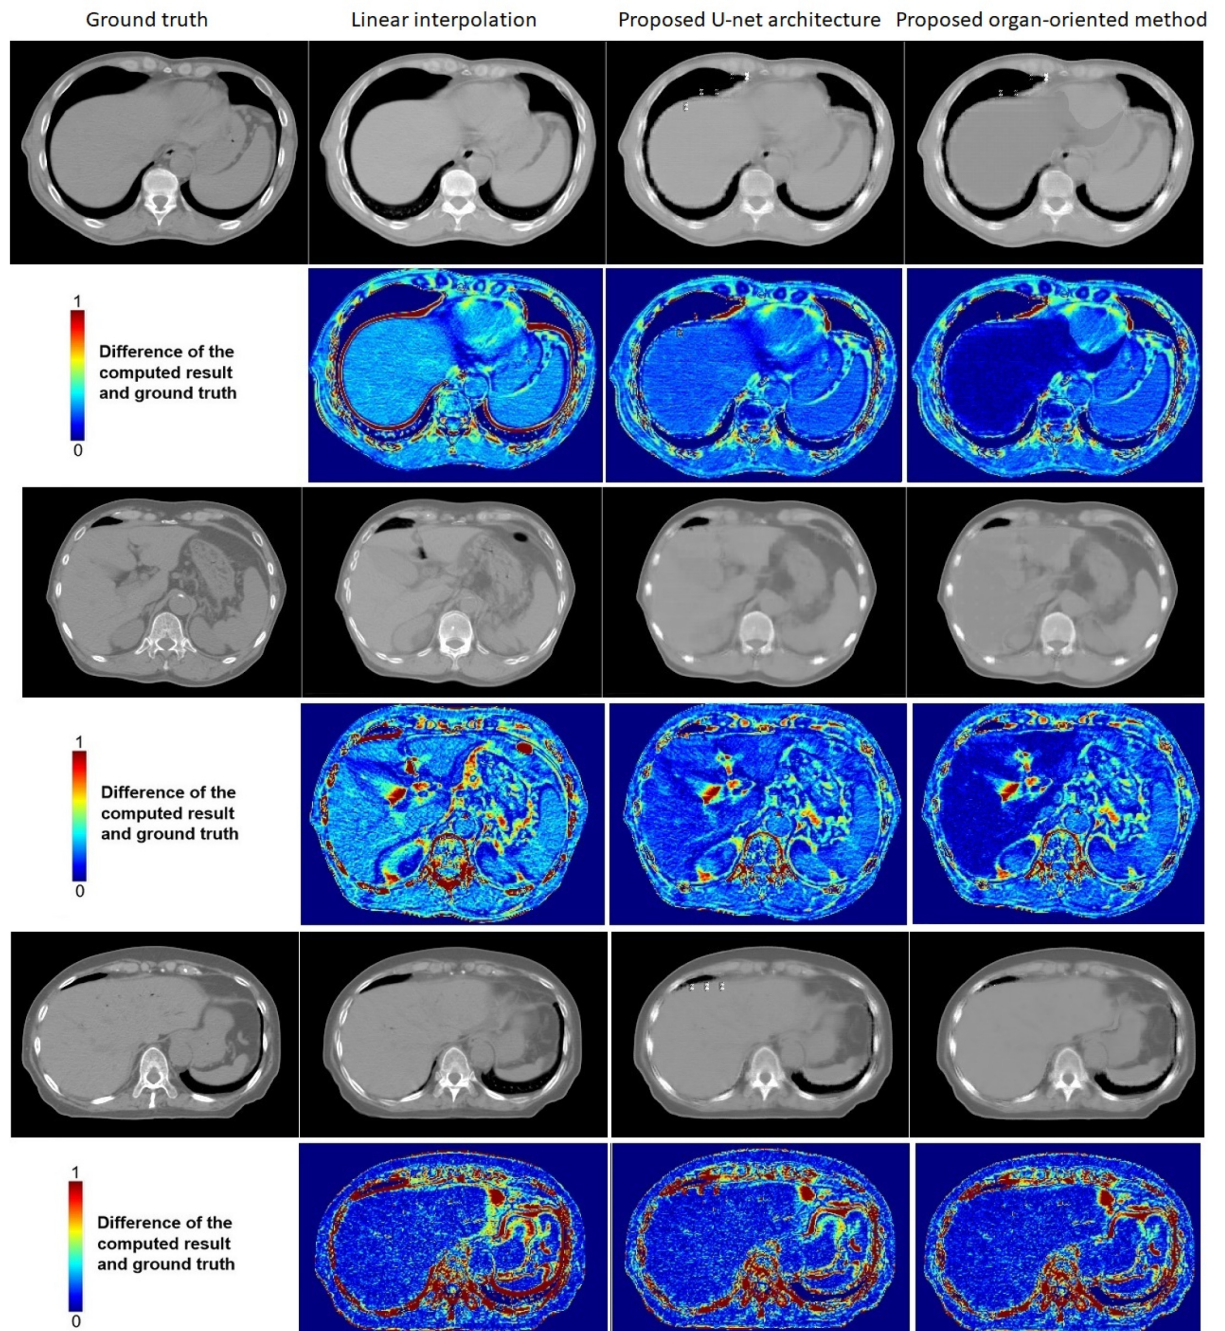 Ground truth
Linear interpolation
Proposed U-net architecture
Proposed organ-oriented method
1
Difference of the
computed result
and ground truth
0
1
Difference of the
computed result
and ground truth
0
1
Difference of the
computed result
and ground truth
0